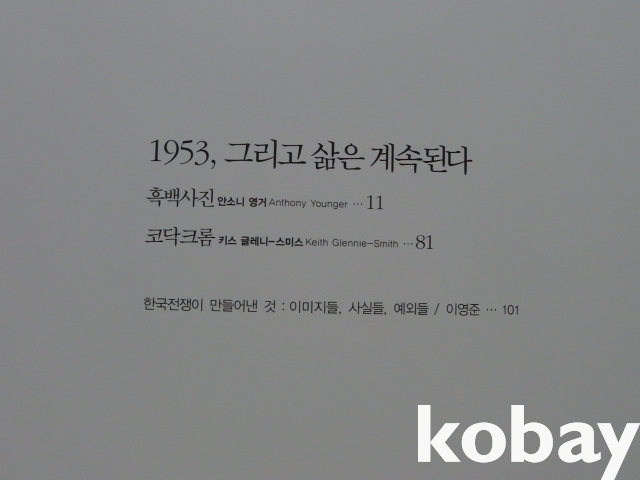 1953, 그리고 삶은 계속된다
흑백사진 안소니 영거 Anthony Younger ··· 11
코닥크롬 키스 글레니-스미스 Keith Glennie-Smith ··· 81
한국전쟁이 만들어낸 것 : 이미지들, 사실들, 예외들 / 이영준 ··· 101
kobay